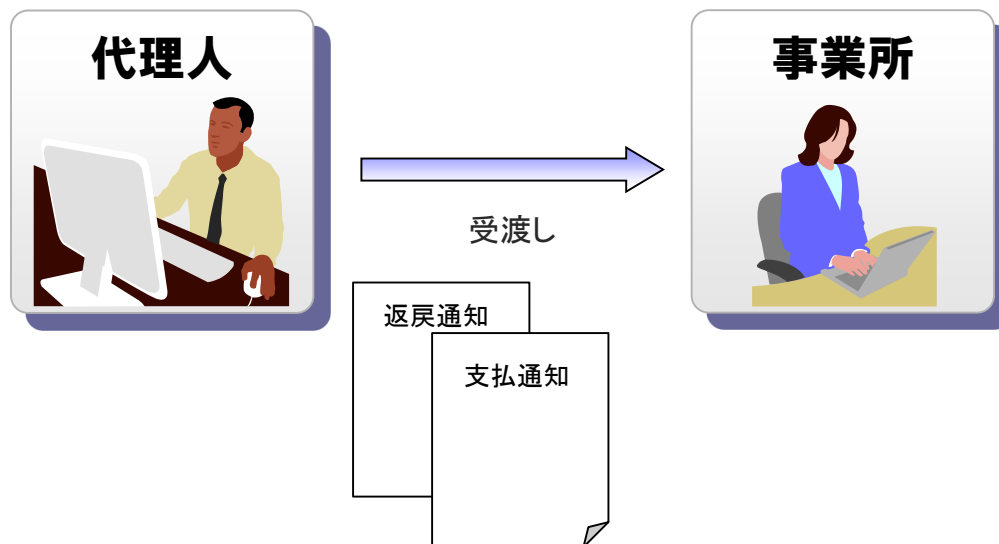 代理人
事業所
受渡し
返戻通知
支払通知